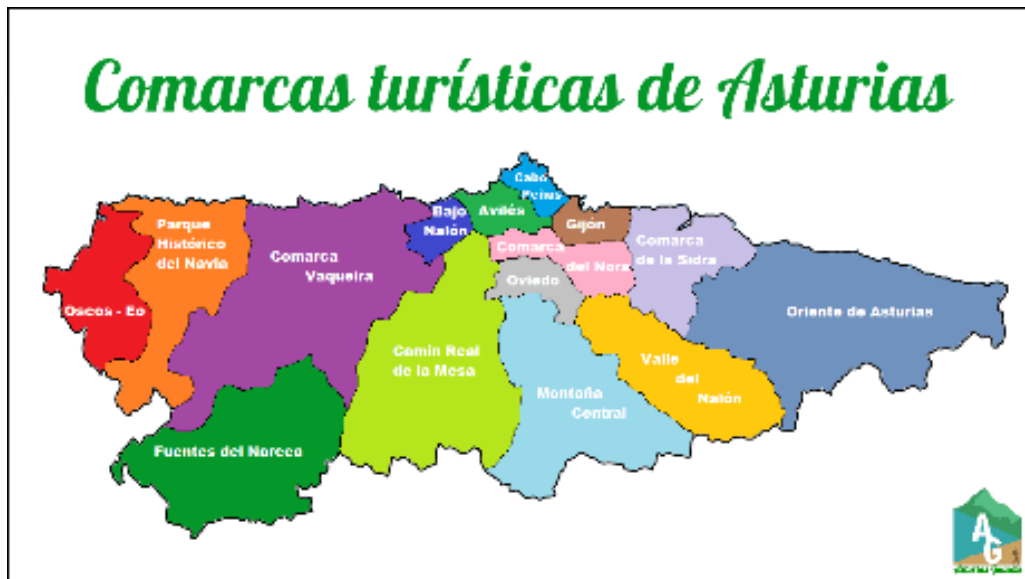 Comarcas turísticas de Asturias
Cabo
Peñas
Bajo
Nalón
Avilés
Gijón
Parque
Histórico
del Navia
Comarca
Vaqueira
Comarca
del Nora
Comarca
de la Sidra
Oviedo
Oscos - Eo
Oriente de Asturias
Camín Real
de la Mesa
Valle
del
Nalón
Montaña
Central
Fuentes del Narcea
AG